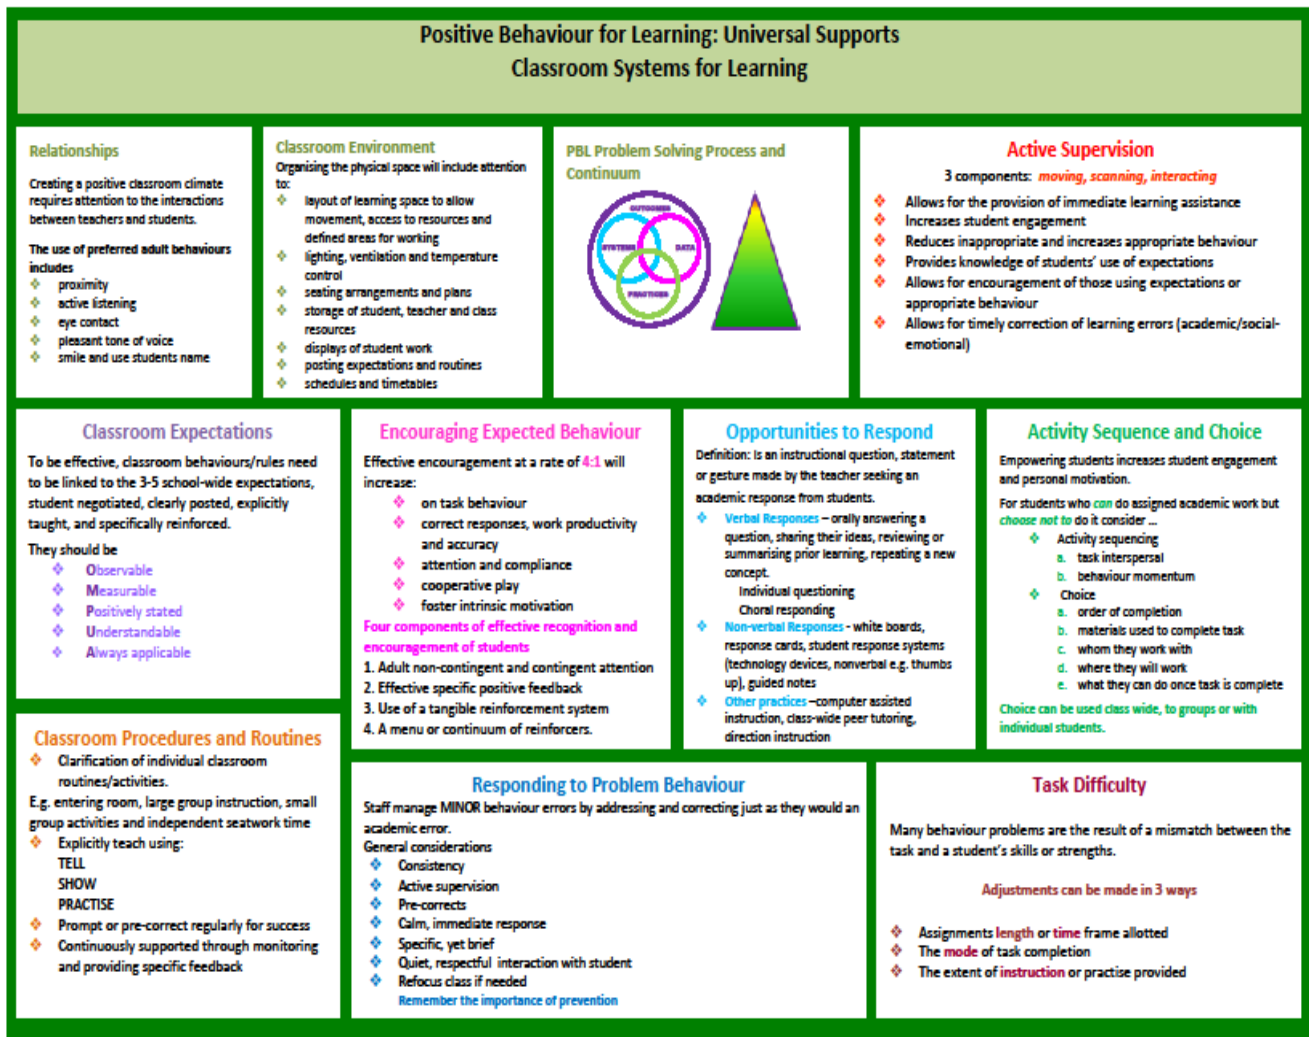 Positive Behaviour for Learning: Universal Supports
Classroom Systems for Learning
Relationships
Creating a positive classroom climate
requires attention to the interactions
between teachers and students.
The use of preferred adult behaviours
includes
proximity
active listening
eye contact
pleasant tone of voice
smile and use students name
Classroom Environment
Organising the physical space will include attention
to:
layout of learning space to allow
movement, access to resources and
defined areas for working
lighting, ventilation and temperature
control
seating arrangements and plans
storage of student, teacher and class
resources
displays of student work
posting expectations and routines
schedules and timetables
PBL Problem Solving Process and
Continuum
OUTCOMES
SYSTEMS
DATA
PRACTICES
Active Supervision
3 components: moving, scanning, interacting
Allows for the provision of immediate learning assistance
Increases student engagement
Reduces inappropriate and increases appropriate behaviour
Provides knowledge of students' use of expectations
Allows for encouragement of those using expectations or
appropriate behaviour
Allows for timely correction of learning errors (academic/social-
emotional)
Classroom Expectations
To be effective, classroom behaviours/rules need
to be linked to the 3-5 school-wide expectations,
student negotiated, clearly posted, explicitly
taught, and specifically reinforced.
They should be
Observable
Measurable
Positively stated
Understandable
Always applicable
Encouraging Expected Behaviour
Effective encouragement at a rate of 4:1 will
increase:
on task behaviour
correct responses, work productivity
and accuracy
attention and compliance
cooperative play
foster intrinsic motivation
Four components of effective recognition and
encouragement of students
1. Adult non-contingent and contingent attention
2. Effective specific positive feedback
3. Use of a tangible reinforcement system
4. A menu or continuum of reinforcers.
Opportunities to Respond
Definition: Is an instructional question, statement
or gesture made by the teacher seeking an
academic response from students.
Verbal Responses – orally answering a
question, sharing their ideas, reviewing or
summarising prior learning, repeating a new
concept.
Individual questioning
Choral responding
Non-verbal Responses - white boards,
response cards, student response systems
(technology devices, nonverbal e.g. thumbs
up), guided notes
Other practices –computer assisted
instruction, class-wide peer tutoring,
direction instruction
Activity Sequence and Choice
Empowering students increases student engagement
and personal motivation.
For students who can do assigned academic work but
choose not to do it consider ...
Activity sequencing
a. task interspersal
b. behaviour momentum
Choice
a. order of completion
b. materials used to complete task
c. whom they work with
d. where they will work
e. what they can do once task is complete
Choice can be used class wide, to groups or with
individual students.
Classroom Procedures and Routines
Clarification of individual classroom
routines/activities.
E.g. entering room, large group instruction, small
group activities and independent seatwork time
Explicitly teach using:
TELL
SHOW
PRACTISE
Prompt or pre-correct regularly for success
Continuously supported through monitoring
and providing specific feedback
Responding to Problem Behaviour
Staff manage MINOR behaviour errors by addressing and correcting just as they would an
academic error.
General considerations
Consistency
Active supervision
Pre-corrects
Calm, immediate response
Specific, yet brief
Quiet, respectful interaction with student
Refocus class if needed
Remember the importance of prevention
Task Difficulty
Many behaviour problems are the result of a mismatch between the
task and a student's skills or strengths.
Adjustments can be made in 3 ways
Assignments length or time frame allotted
The mode of task completion
The extent of instruction or practise provided